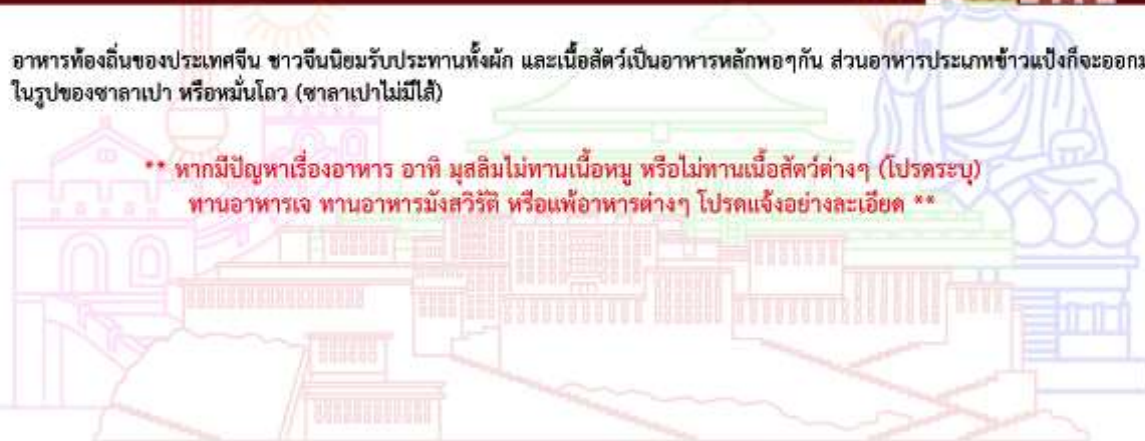 อาหารท้องถิ่นของประเทศจีน ชาวจีนนิยมรับประทานทั้งผัก และเนื้อสัตว์เป็นอาหารหลักพอๆกัน ส่วนอาหารประเภทข้าวแป้งก็จะออกม
ในรูปของซาลาเปา หรือหมั่นโถว (ซาลาเปาไม่มีไส้)
** หากมีปัญหาเรื่องอาหาร อาทิ มุสลิมไม่ทานเนื้อหมู หรือไม่ทานเนื้อสัตว์ต่างๆ (โปรดระบุ)
ทานอาหารเจ ทานอาหารมังสวิรัติ หรือแพ้อาหารต่างๆ โปรดแจ้งอย่างละเอียด **